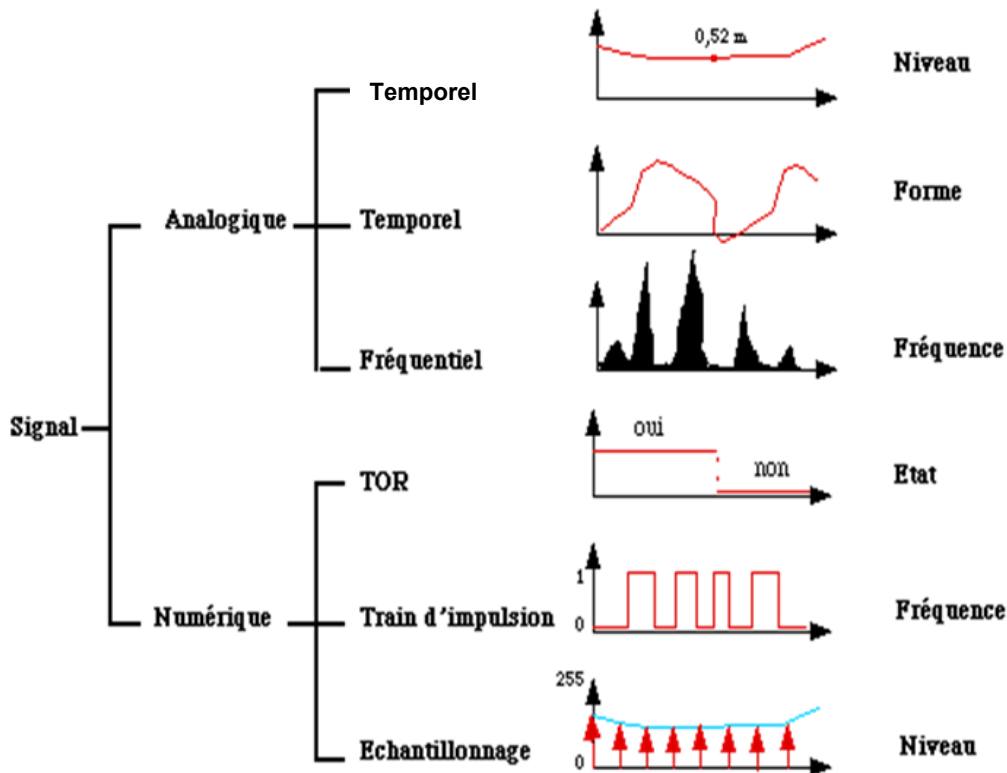 0,52 m
Niveau
Temporel
Forme
Analogique
Temporel
Fréquentiel
Fréquence
Signal
oui
non
TOR
Etat
1
0
Numérique
Train d'impulsion
Fréquence
255
0
Echantillonnage
Niveau